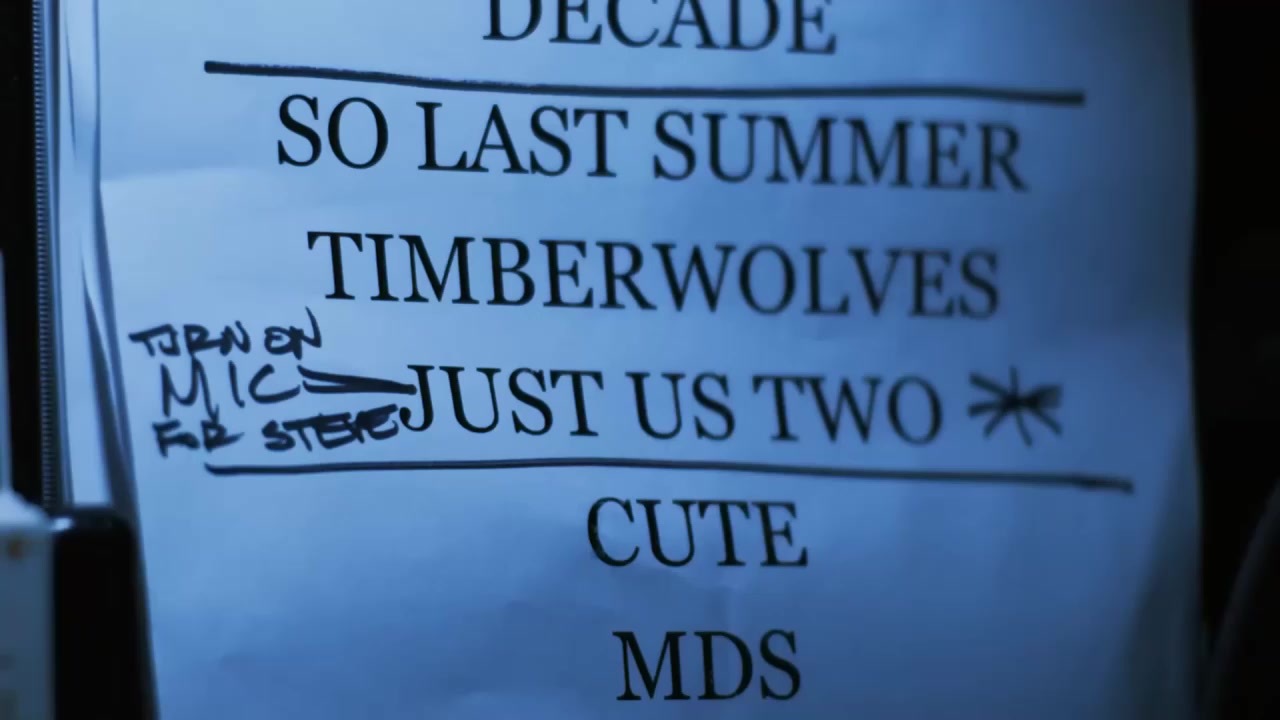 DECADE
SO LAST SUMMER
TIMBERWOLVES
TURN ON
MIC
JUST US TWO *
FOR STEVE
CUTE
MDS